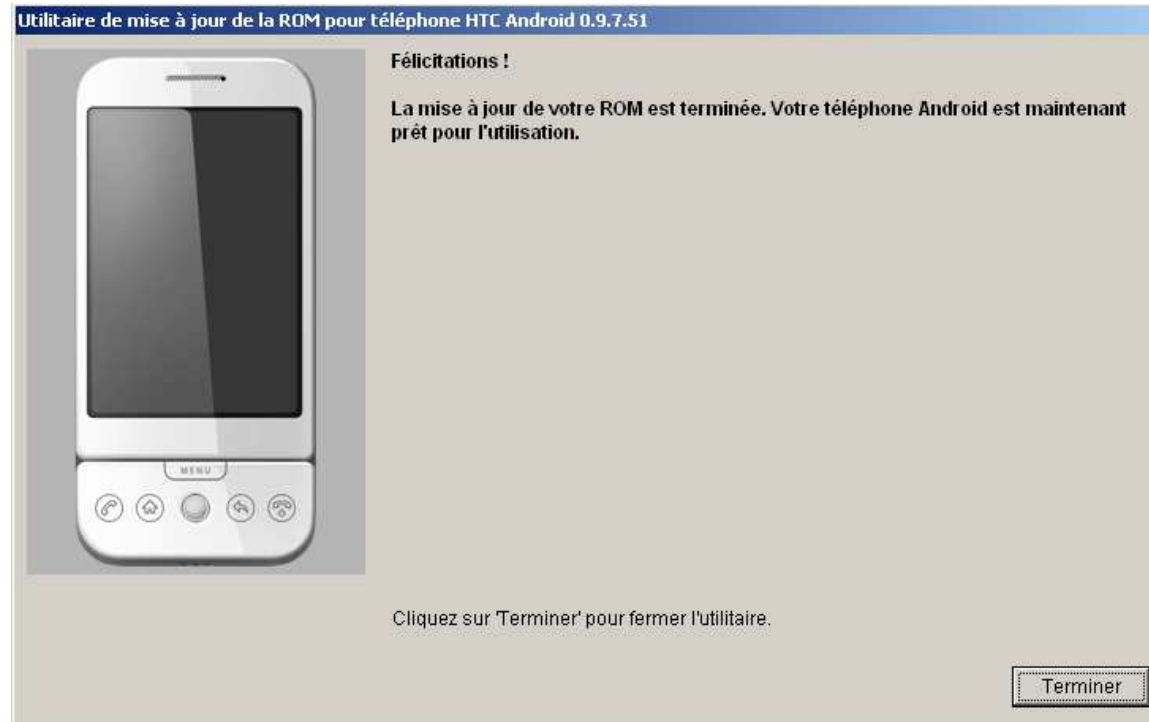 Utilitaire de mise à jour de la ROM pour téléphone HTC Android 0.9.7.51
Félicitations !
La mise à jour de votre ROM est terminée. Votre téléphone Android est maintenant
prét pour l'utilisation.
MENU
Cliquez sur 'Terminer' pour fermer l'utilitaire.
Terminer